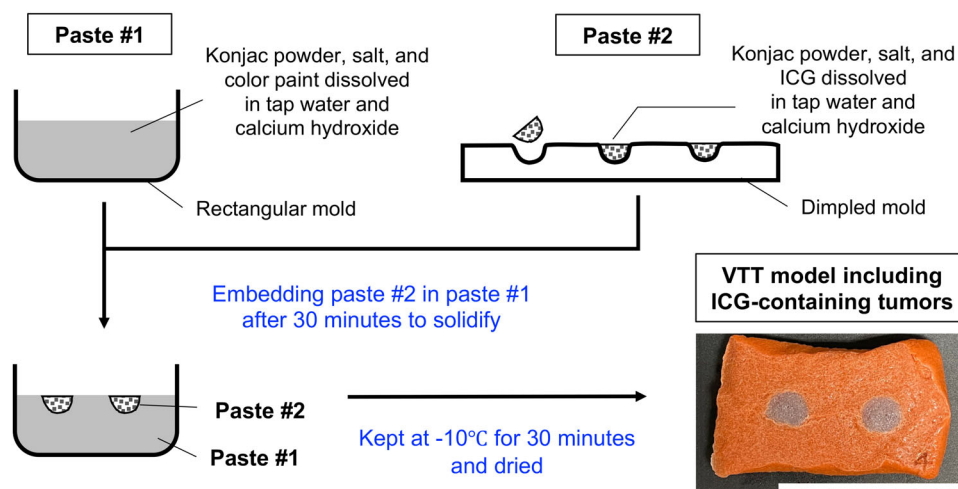 Paste #1
Konjac powder, salt, and
color paint dissolved
in tap water and
calcium hydroxide
Rectangular mold
Paste #2
Konjac powder, salt, and
ICG dissolved
in tap water and
calcium hydroxide
Dimpled mold
Embedding paste #2 in paste #1
after 30 minutes to solidify
Paste #2
Paste #1
Kept at -10℃ for 30 minutes
and dried
VTT model including
ICG-containing tumors
4